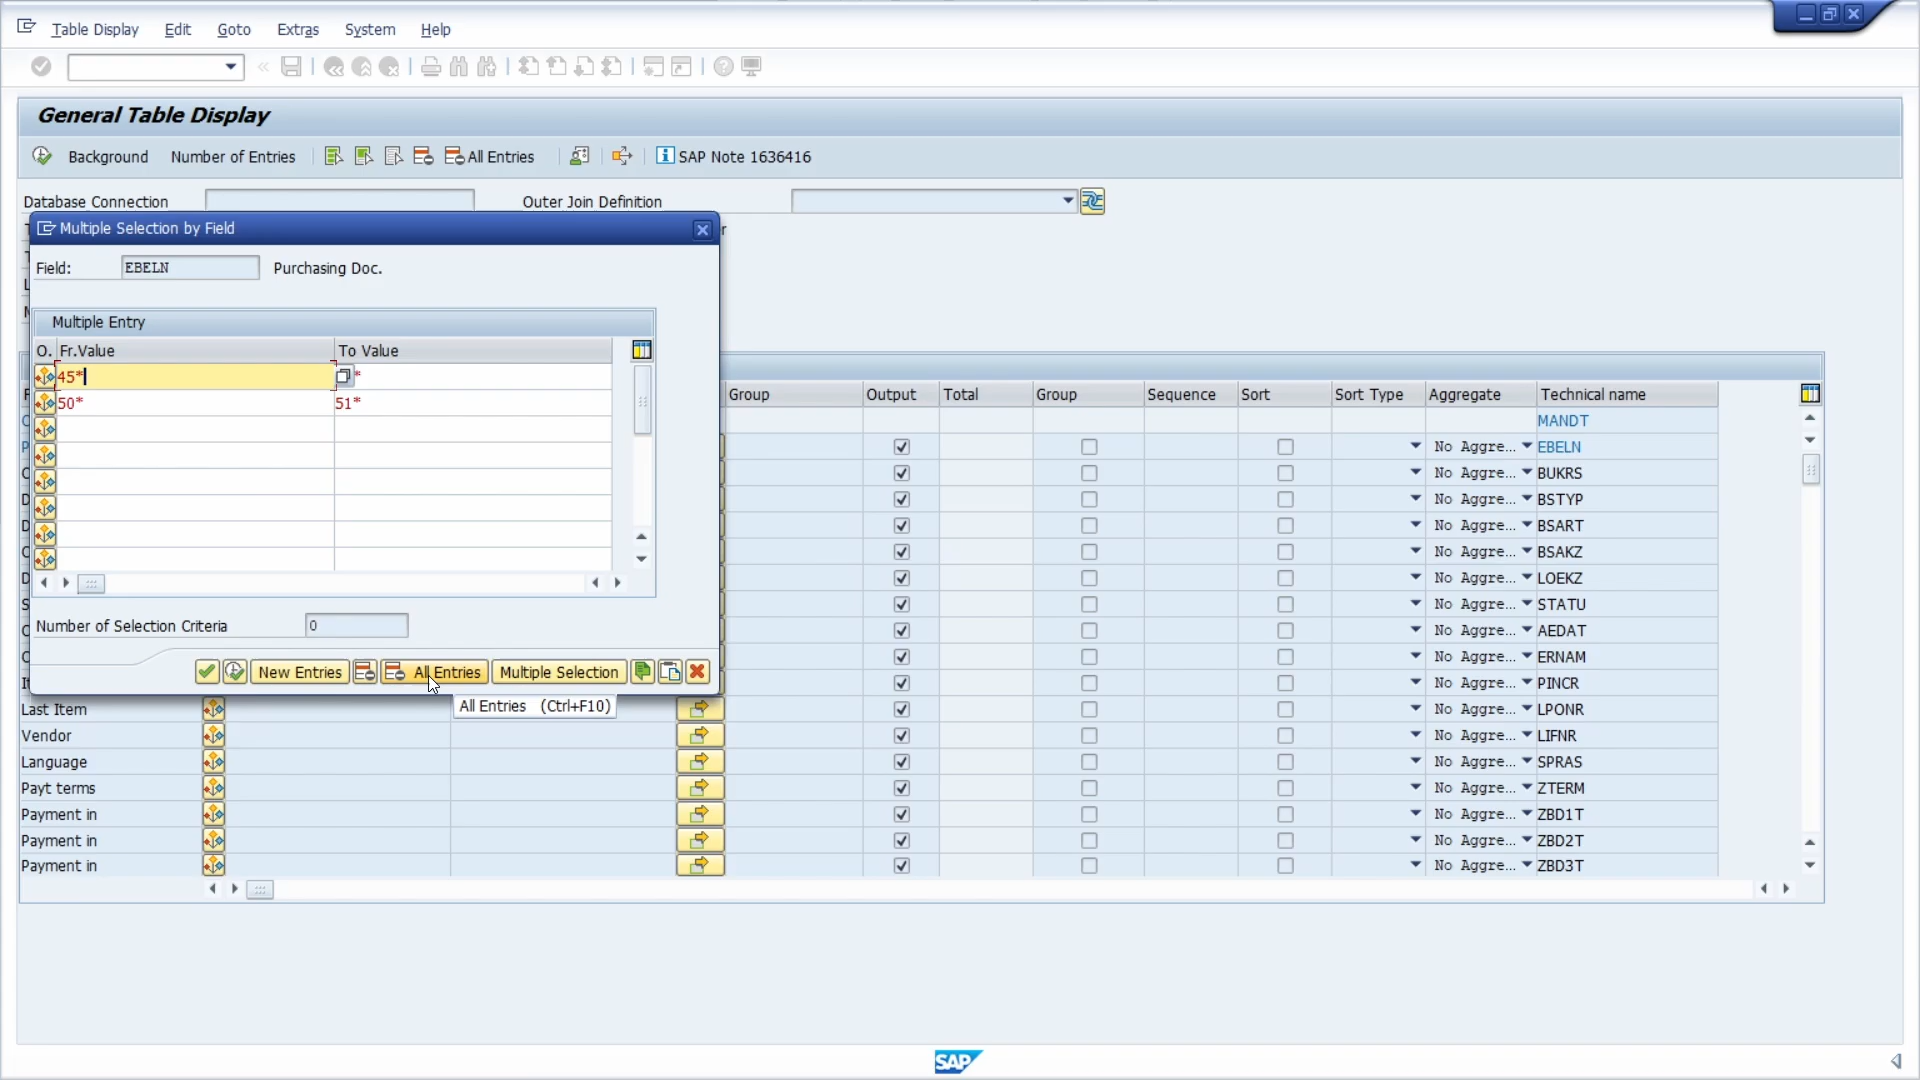 Table Display Edit Goto Extras System Help
General Table Display
Background Number of Entries All Entries SAP Note 1636416
Database Connection Outer Join Definition
Multiple Selection by Field
Field: EBELN Purchasing Doc.
Multiple Entry
O. Fr.Value To Value
45* *
50* 51*
Number of Selection Criteria 0
New Entries All Entries Multiple Selection
All Entries (Ctrl+F10)
Group Output Total Group Sequence Sort Sort Type Aggregate Technical name
MANDT
No Aggre... EBELN
No Aggre... BUKRS
No Aggre... BSTYP
No Aggre... BSART
No Aggre... BSAKZ
No Aggre... LOEKZ
No Aggre... STATU
No Aggre... AEDAT
No Aggre... ERNAM
No Aggre... PINCR
Last Item No Aggre... LPONR
Vendor No Aggre... LIFNR
Language No Aggre... SPRAS
Payt terms No Aggre... ZTERM
Payment in No Aggre... ZBD1T
Payment in No Aggre... ZBD2T
Payment in No Aggre... ZBD3T
SAP